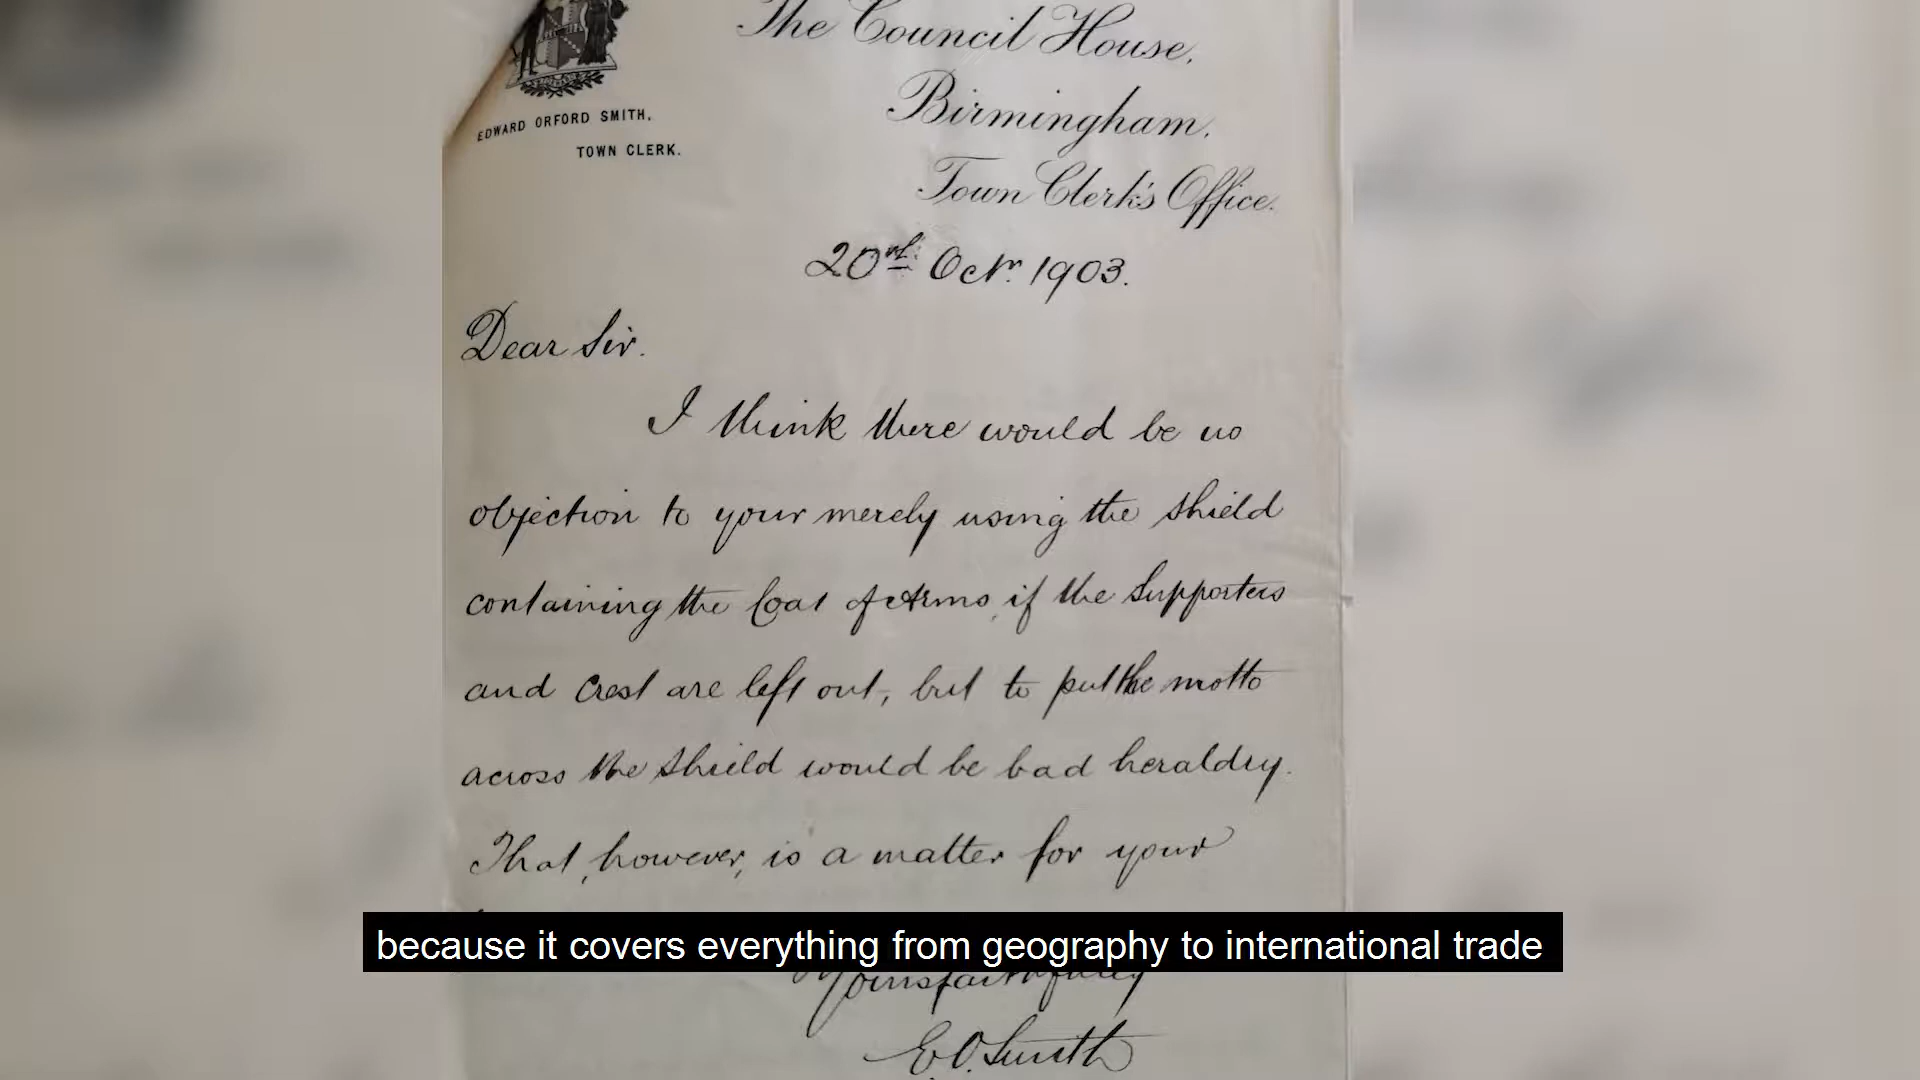 The Council House,
Birmingham,
Town Clerk's Office.
EDWARD ORFORD SMITH,
TOWN CLERK.
20th Octr. 1903.
Dear Sir.
I think there would be no
objection to your merely using the shield
containing the Coat of Arms, if the Supporters
and crest are left out, but to put the motto
across the shield would be bad heraldry.
That, however, is a matter for your
because it covers everything from geography to international trade
Yours faithfully
E.O. Smith